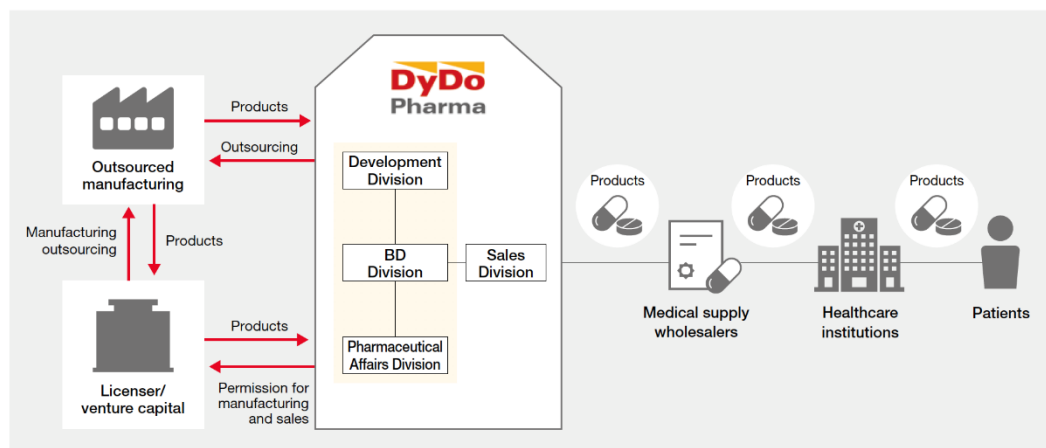 DyDo
Pharma
Products
Outsourcing
Outsourced
manufacturing
Manufacturing
outsourcing
Products
Products
Licenser/
venture capital
Permission for
manufacturing
and sales
Development
Division
BD
Division
Sales
Division
Pharmaceutical
Affairs Division
Products
Products
Products
Medical supply
wholesalers
Healthcare
institutions
Patients